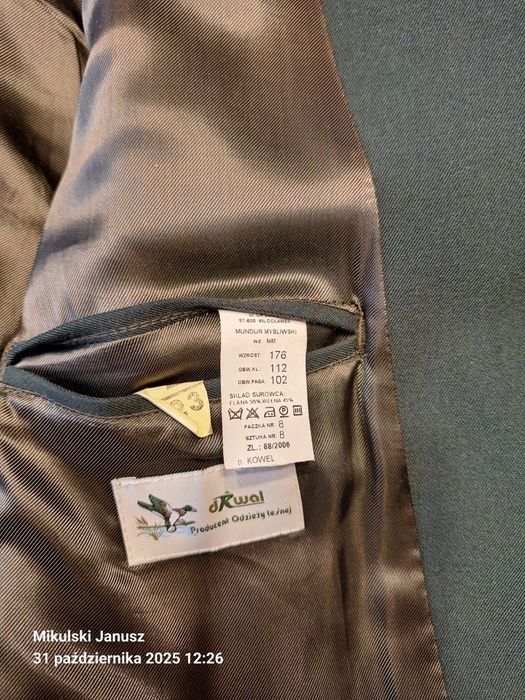 87-800 WŁOCŁAWEK
MUNDUR MYŚLIWSKI
wz. MM
WZROST: 176
OBW.KL: 112
OBW.PASA: 102
SKŁAD SUROWCA:
ELANA 55% WEŁNA 45%
PACZKA NR: 8
SZTUKA NR: 8
ZL.: 68/2006
p. KOWEL
53
dRwal
Producent Odzieży leśnej
Mikulski Janusz
31 października 2025 12:26